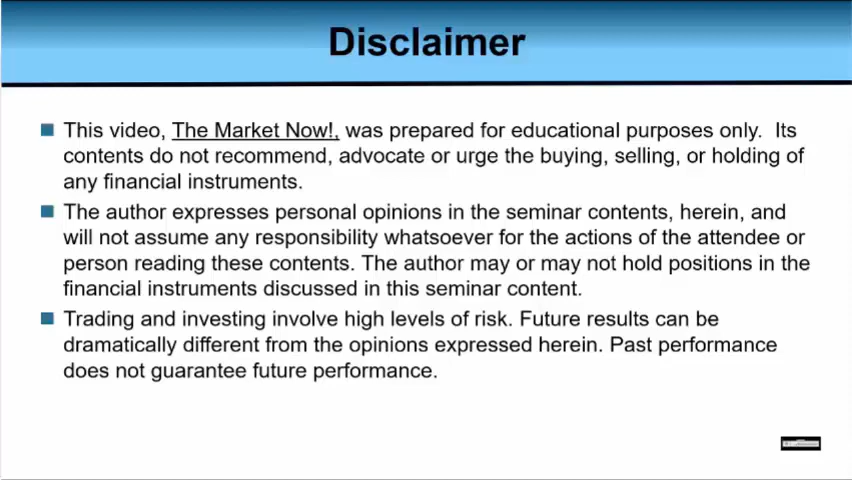 Disclaimer
This video, The Market Now!, was prepared for educational purposes only.  Its
contents do not recommend, advocate or urge the buying, selling, or holding of
any financial instruments.
The author expresses personal opinions in the seminar contents, herein, and
will not assume any responsibility whatsoever for the actions of the attendee or
person reading these contents. The author may or may not hold positions in the
financial instruments discussed in this seminar content.
Trading and investing involve high levels of risk. Future results can be
dramatically different from the opinions expressed herein. Past performance
does not guarantee future performance.